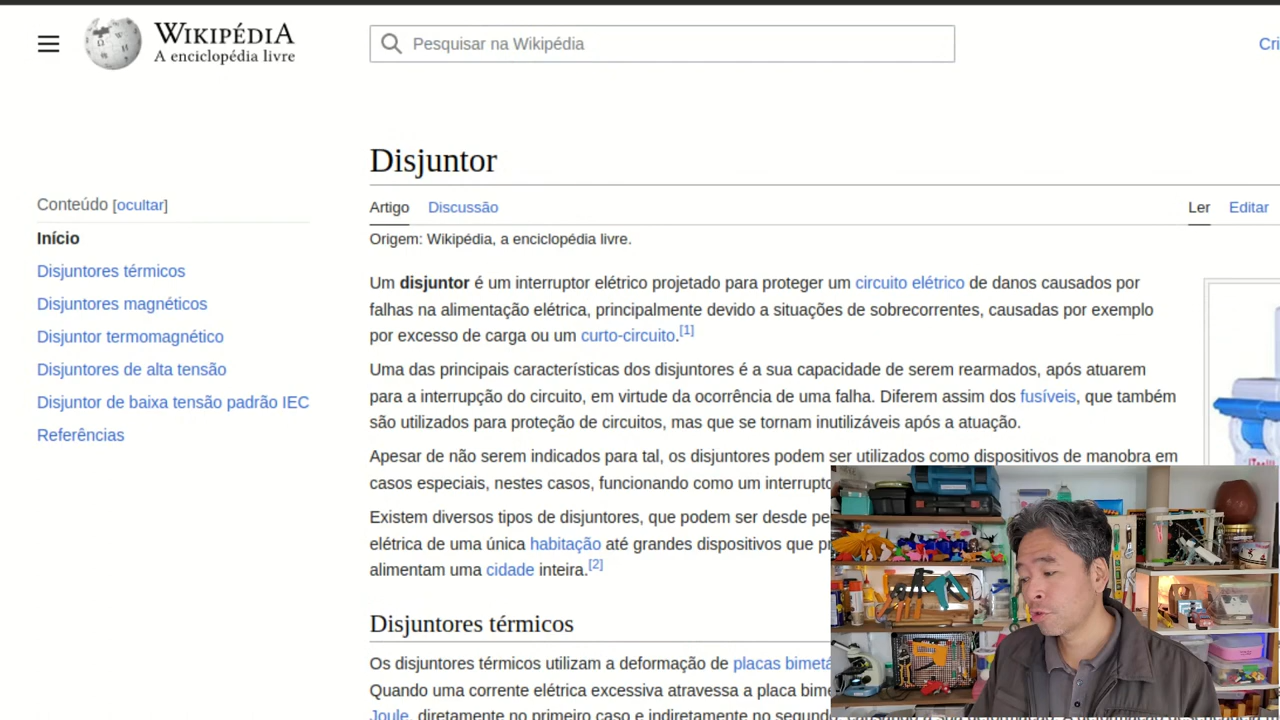 WIKIPÉDIA
A enciclopédia livre
Pesquisar na Wikipédia
Disjuntor
Conteúdo [ocultar]
Início
Disjuntores térmicos
Disjuntores magnéticos
Disjuntor termomagnético
Disjuntores de alta tensão
Disjuntor de baixa tensão padrão IEC
Referências
Artigo Discussão Ler Editar
Origem: Wikipédia, a enciclopédia livre.
Um disjuntor é um interruptor elétrico projetado para proteger um circuito elétrico de danos causados por
falhas na alimentação elétrica, principalmente devido a situações de sobrecorrentes, causadas por exemplo
por excesso de carga ou um curto-circuito.[1]
Uma das principais características dos disjuntores é a sua capacidade de serem rearmados, após atuarem
para a interrupção do circuito, em virtude da ocorrência de uma falha. Diferem assim dos fusíveis, que também
são utilizados para proteção de circuitos, mas que se tornam inutilizáveis após a atuação.
Apesar de não serem indicados para tal, os disjuntores podem ser utilizados como dispositivos de manobra em
casos especiais, nestes casos, funcionando como um
Existem diversos tipos de disjuntores, que podem ser desde
elétrica de uma única habitação até grandes dispositivos que
alimentam uma cidade inteira.[2]
Disjuntores térmicos
Os disjuntores térmicos utilizam a deformação de placas
Quando uma corrente elétrica excessiva atravessa a placa
Joule, diretamente no primeiro caso e indiretamente no